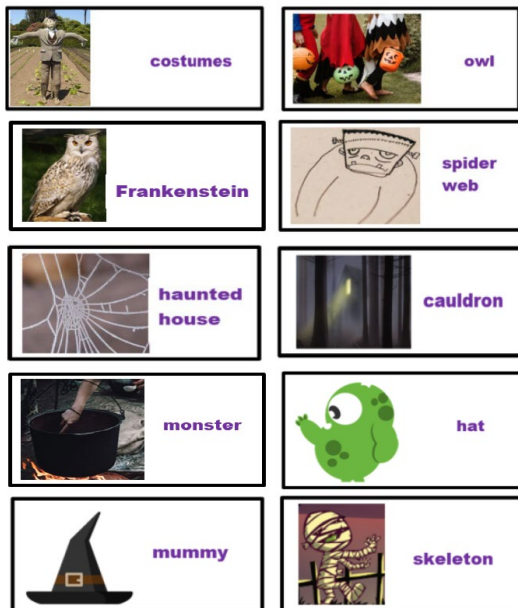 costumes
owl
Frankenstein
spider
web
haunted
house
cauldron
monster
hat
mummy
skeleton